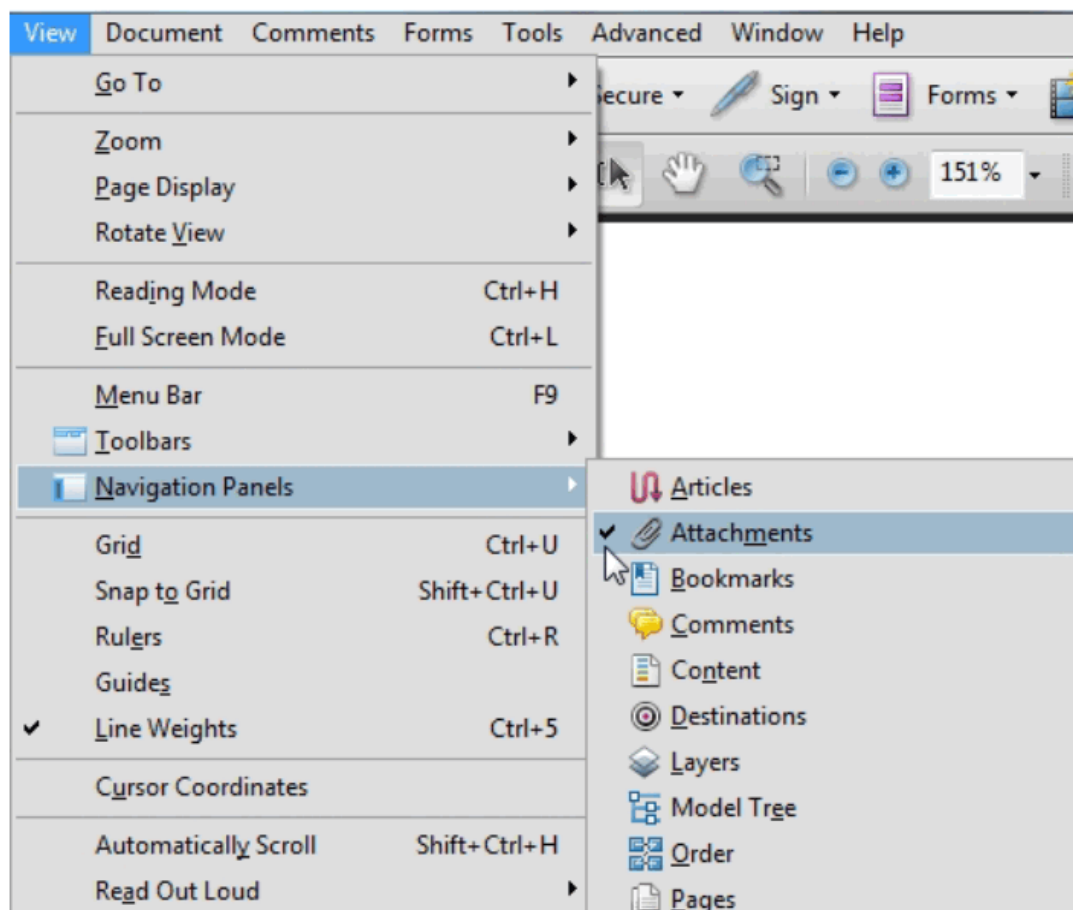 View Document Comments Forms Tools Advanced Window Help
Go To
Secure Sign Forms
Zoom
151%
Page Display
Rotate View
Reading Mode Ctrl+H
Full Screen Mode Ctrl+L
Menu Bar F9
Toolbars
Navigation Panels
Articles
Attachments
Bookmarks
Comments
Content
Destinations
Layers
Model Tree
Order
Pages
Grid Ctrl+U
Snap to Grid Shift+Ctrl+U
Rulers Ctrl+R
Guides
Line Weights Ctrl+5
Cursor Coordinates
Automatically Scroll Shift+Ctrl+H
Read Out Loud